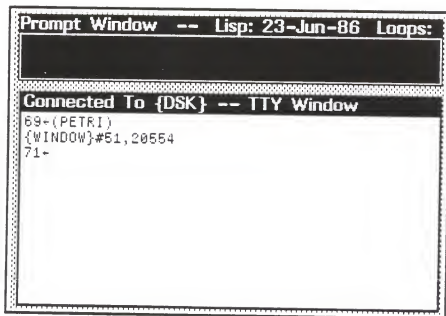 Prompt Window -- Lisp: 23-Jun-86 Loops:
Connected To {DSK} -- TTY Window
69←(PETRI)
{WINDOW}#51,20554
71←